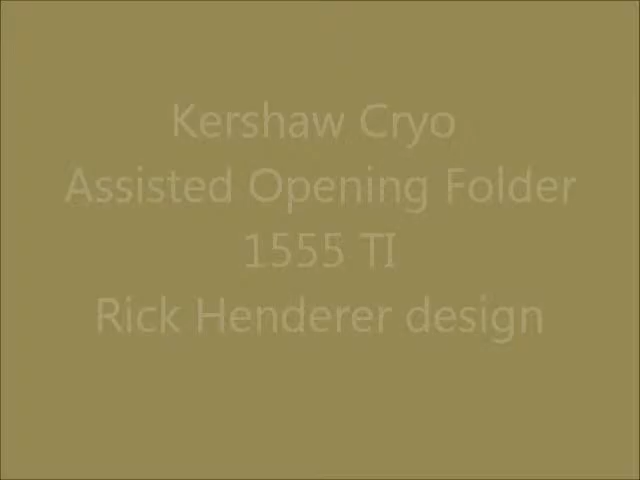 Kershaw Cryo
Assisted Opening Folder
1555 TI
Rick Henderer design